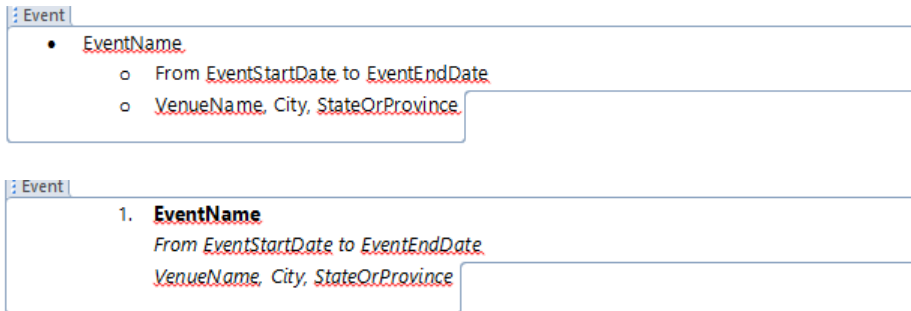 Event
• EventName
o From EventStartDate to EventEndDate
o VenueName, City, StateOrProvince
Event
1. EventName
From EventStartDate to EventEndDate
VenueName, City, StateOrProvince